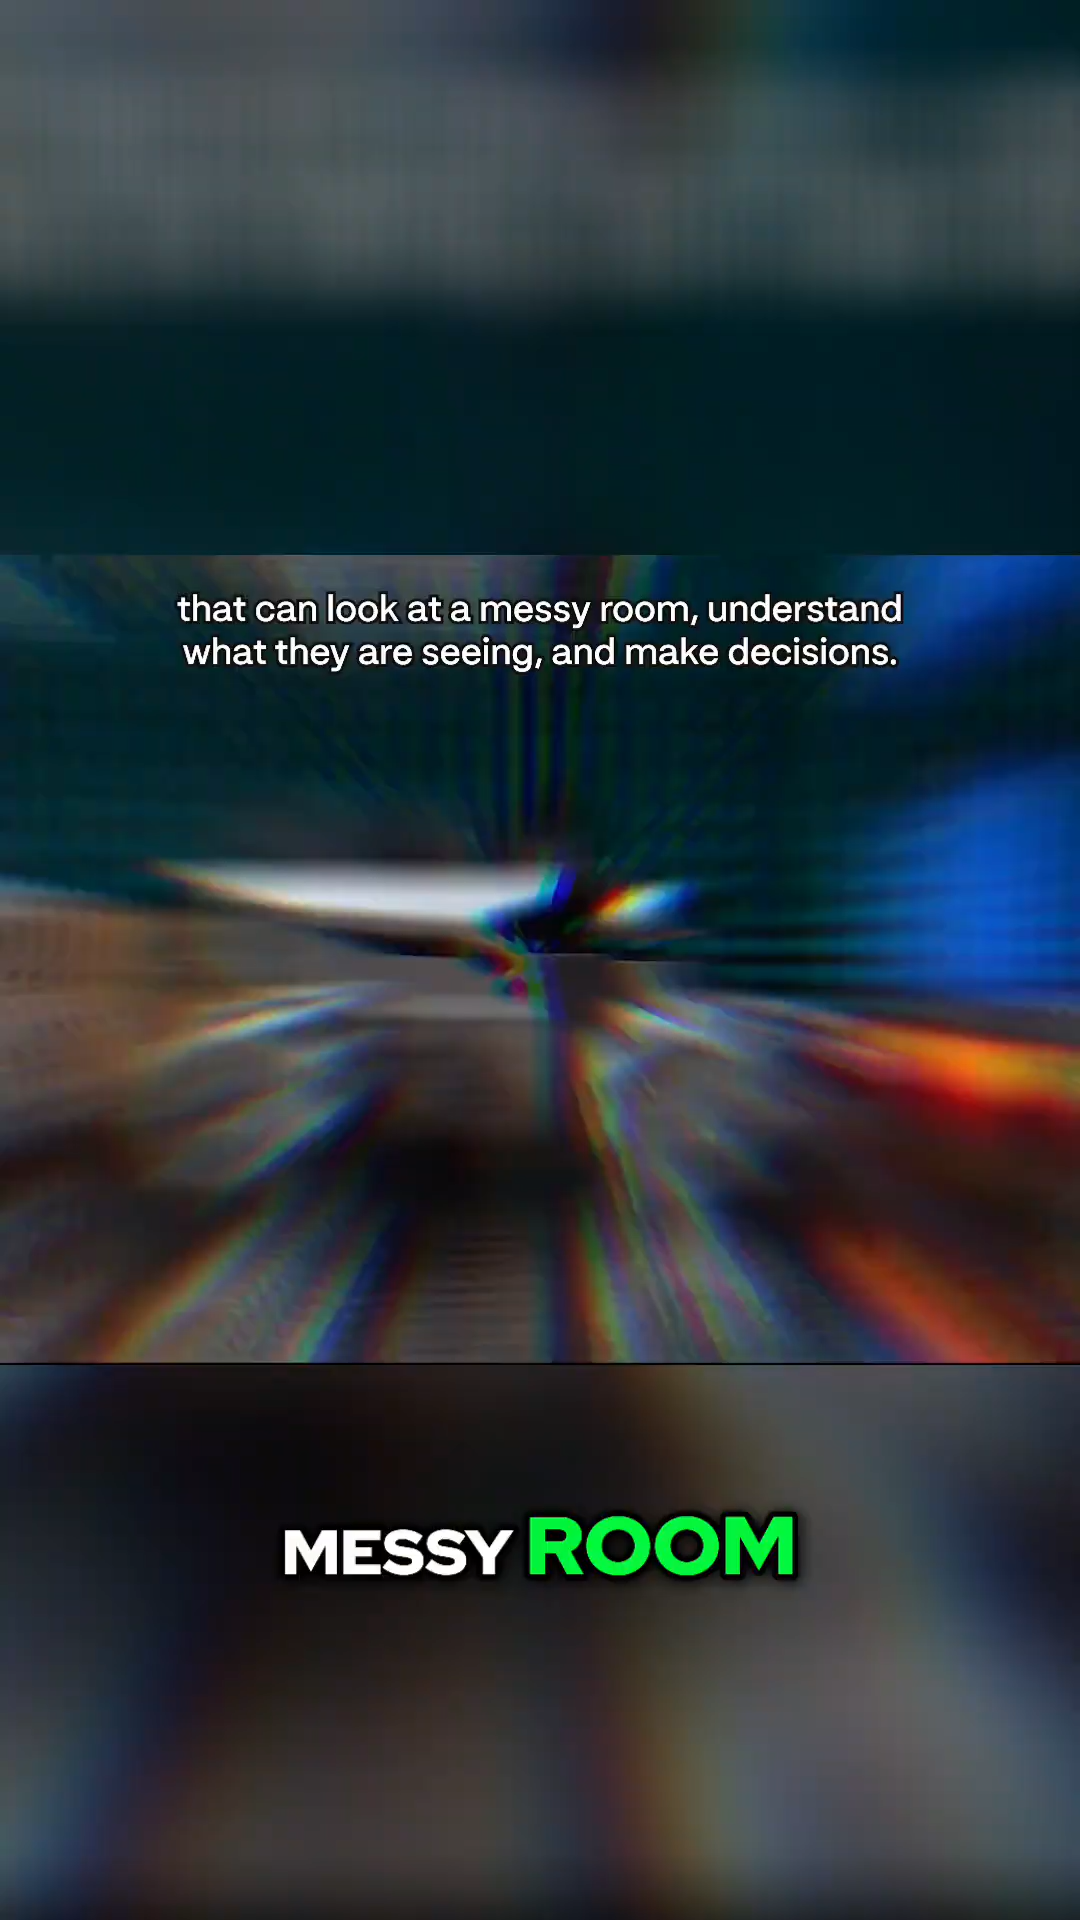 that can look at a messy room, understand
what they are seeing, and make decisions.
MESSY ROOM